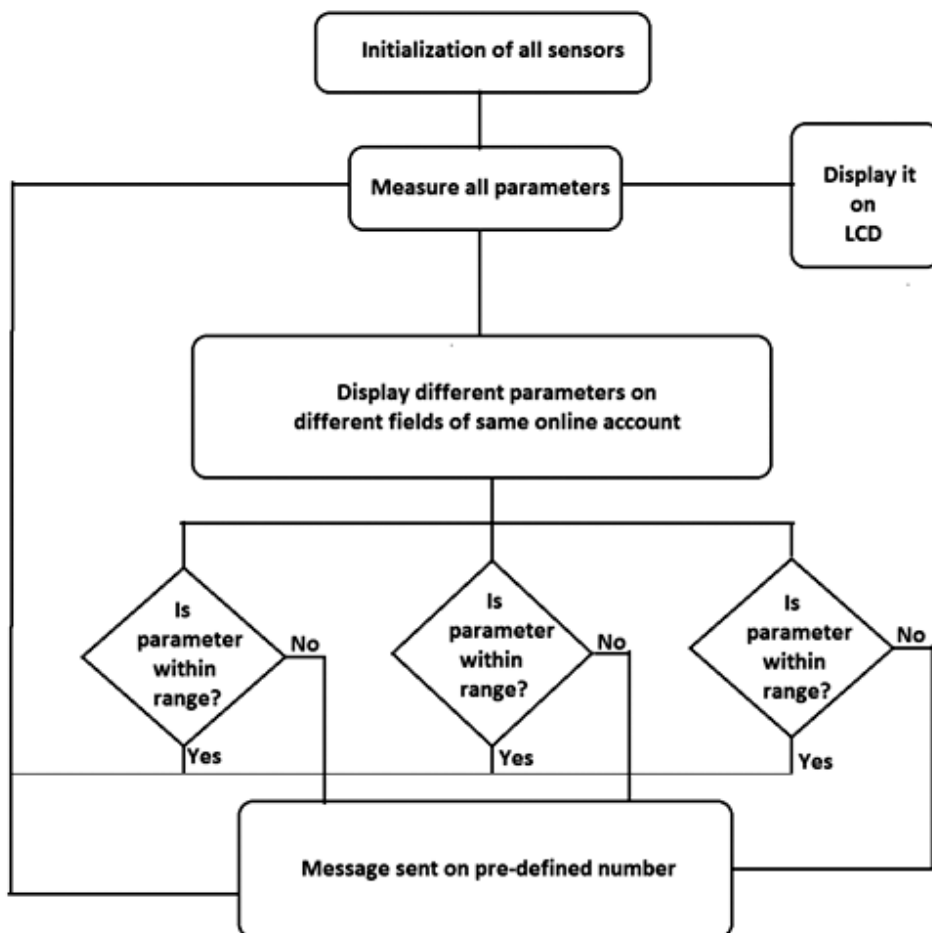 Initialization of all sensors
Measure all parameters
Display it
on
LCD
Display different parameters on
different fields of same online account
Is
parameter
within
range?
No
Yes
Is
parameter
within
range?
No
Yes
Is
parameter
within
range?
No
Yes
Message sent on pre-defined number